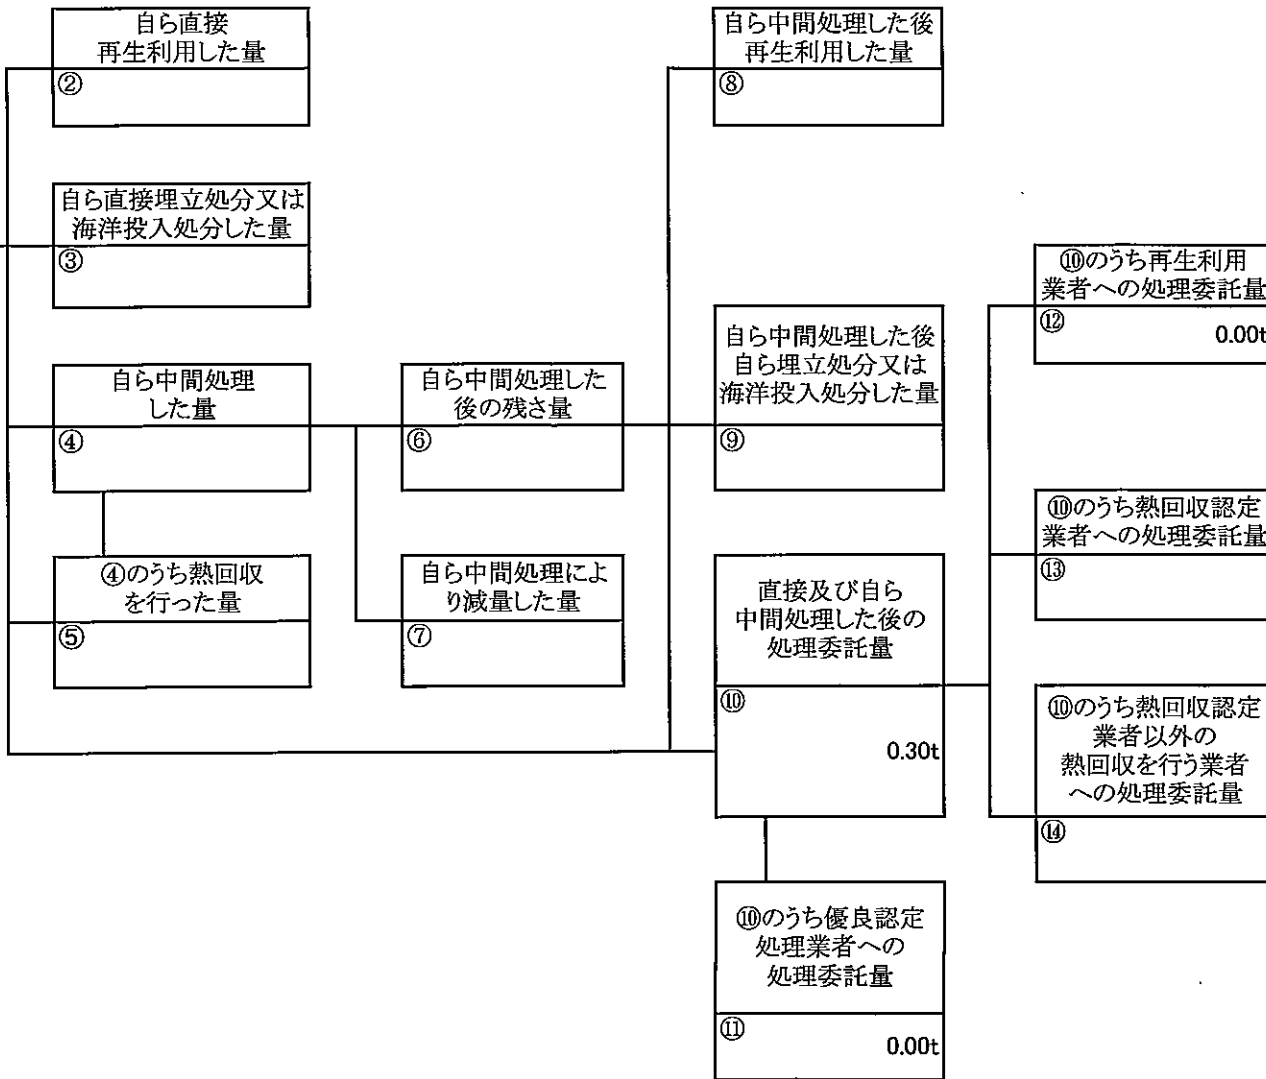 自ら直接
再生利用した量
②
自ら直接埋立処分又は
海洋投入処分した量
③
自ら中間処理
した量
④
④のうち熱回収
を行った量
⑤
自ら中間処理した
後の残さ量
⑥
自ら中間処理によ
り減量した量
⑦
自ら中間処理した後
再生利用した量
⑧
自ら中間処理した後
自ら埋立処分又は
海洋投入処分した量
⑨
直接及び自ら
中間処理した後の
処理委託量
⑩
0.30t
⑩のうち優良認定
処理業者への
処理委託量
⑪
0.00t
⑩のうち再生利用
業者への処理委託量
⑫
0.00t
⑩のうち熱回収認定
業者への処理委託量
⑬
⑩のうち熱回収認定
業者以外の
熱回収を行う業者
への処理委託量
⑭